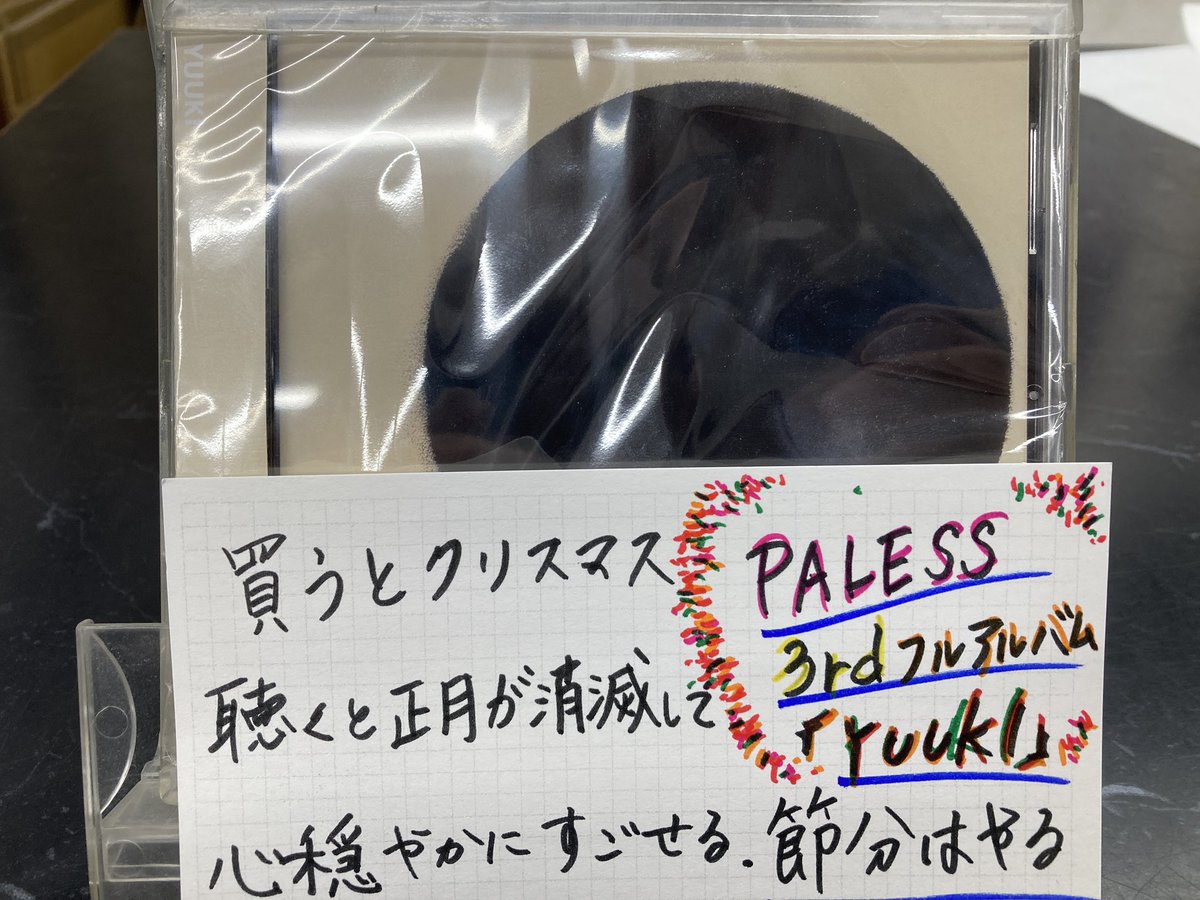 YUUKI
買うとクリスマス
聴くと正月が消滅して
心穏やかにすごせる.節分はやる
PALESS
3rdフルアルバム
「YUUKI」